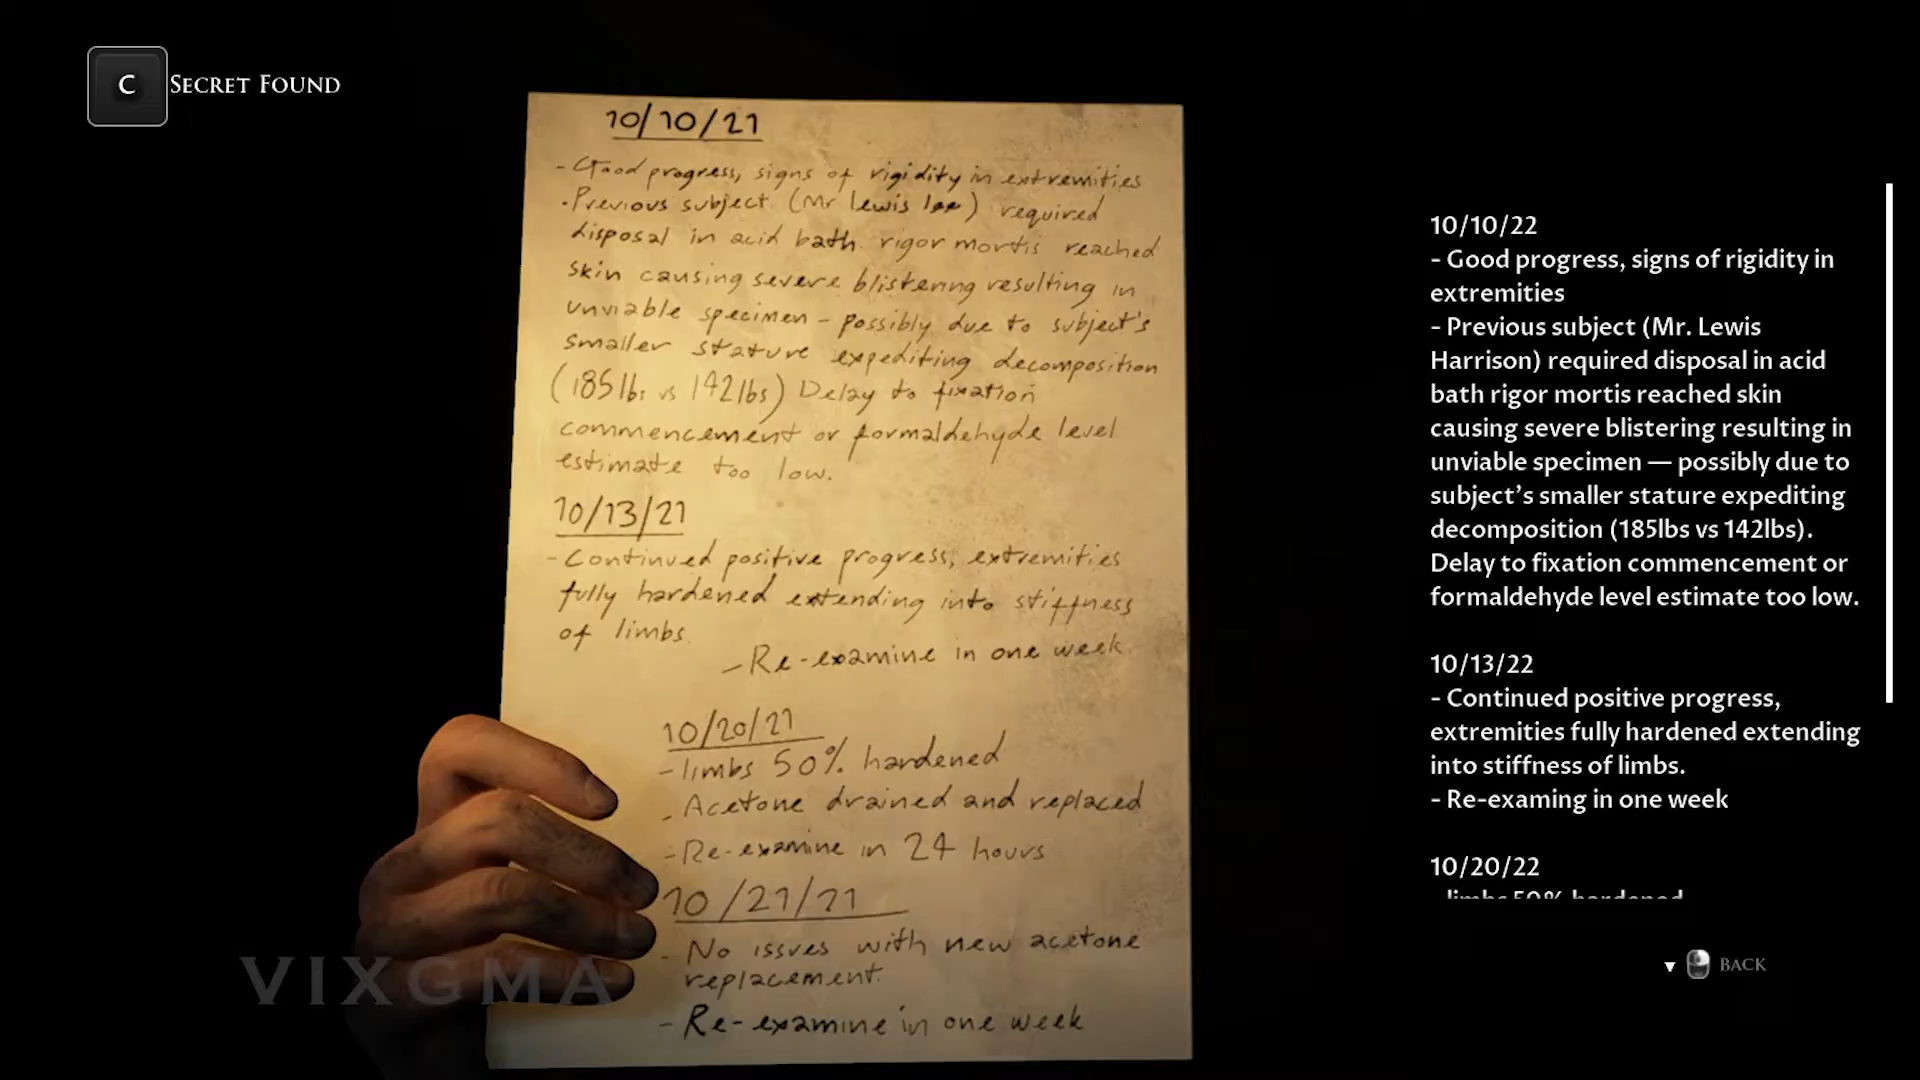 C SECRET FOUND
10/10/21
- Good progress, signs of rigidity in extremities
- Previous subject (Mr lewis lee) required
disposal in acid bath. rigor mortis reached
skin causing severe blistering resulting in
unviable specimen - possibly due to subject's
smaller stature expediting decomposition
(185lbs vs 142lbs) Delay to fixation
commencement or formaldehyde level
estimate too low.
10/13/21
- Continued positive progress, extremities
fully hardened extending into stiffness
of limbs.
- Re-examine in one week
10/20/21
- limbs 50% hardened
- Acetone drained and replaced
- Re-examine in 24 hours
10/21/21
- No issues with new acetone
replacement.
- Re-examine in one week
10/10/22
- Good progress, signs of rigidity in
extremities
- Previous subject (Mr. Lewis
Harrison) required disposal in acid
bath rigor mortis reached skin
causing severe blistering resulting in
unviable specimen — possibly due to
subject's smaller stature expediting
decomposition (185lbs vs 142lbs).
Delay to fixation commencement or
formaldehyde level estimate too low.
10/13/22
- Continued positive progress,
extremities fully hardened extending
into stiffness of limbs.
- Re-examing in one week
10/20/22
- limbs 50% hardened
BACK
VIXGMA